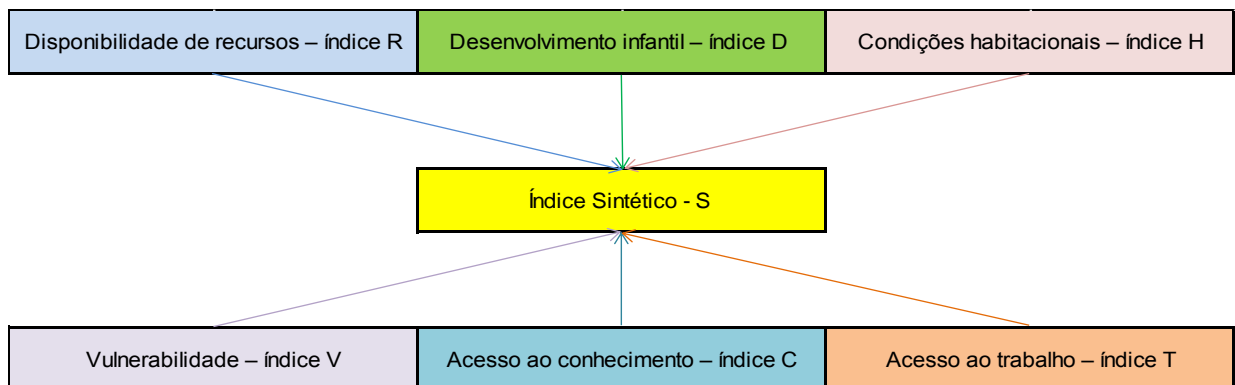 Disponibilidade de recursos – índice R
Desenvolvimento infantil – índice D
Condições habitacionais – índice H
Índice Sintético - S
Vulnerabilidade – índice V
Acesso ao conhecimento – índice C
Acesso ao trabalho – índice T